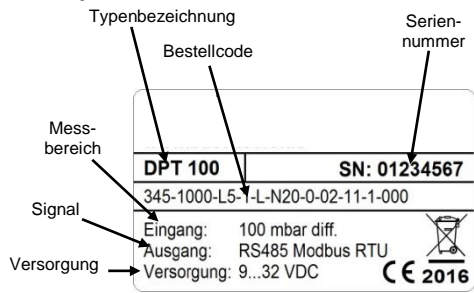 Typenbezeichnung
Serien-
nummer
Bestellcode
Mess-
bereich
DPT 100
SN: 01234567
345-1000-L5-1-L-N20-0-02-11-1-000
Signal
Eingang: 100 mbar diff.
Ausgang: RS485 Modbus RTU
Versorgung
Versorgung: 9...32 VDC
CE 2016